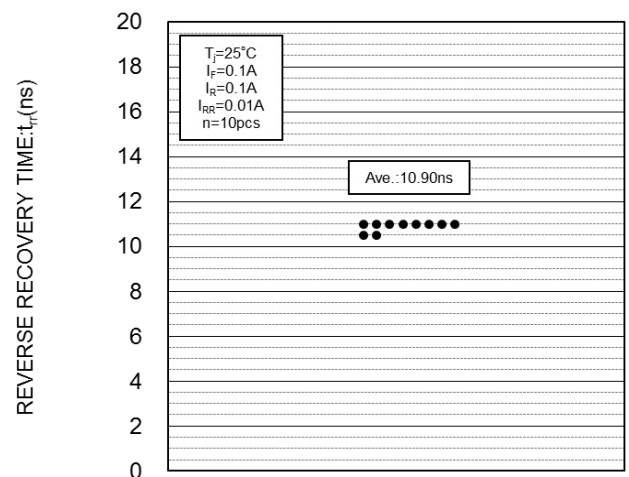 REVERSE RECOVERY TIME:trr(ns)
20
18
16
14
12
10
8
6
4
2
0
Tj=25°C
IF=0.1A
IR=0.1A
IRR=0.01A
n=10pcs
Ave.:10.90ns